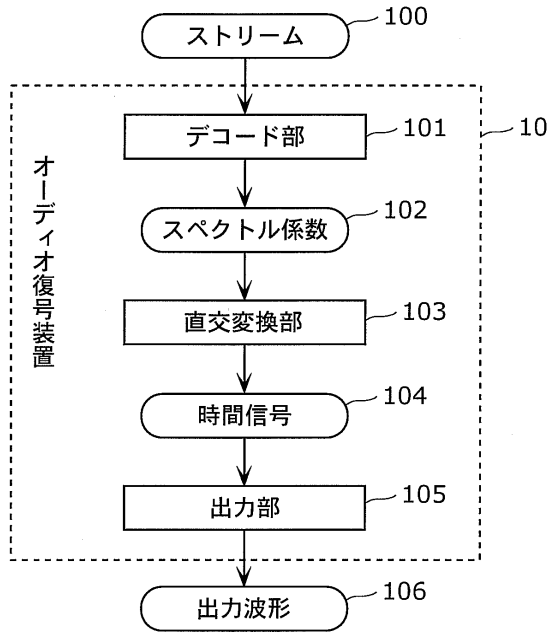 ストリーム
100
デコード部
101
10
オーディオ復号装置
スペクトル係数
102
直交変換部
103
時間信号
104
出力部
105
出力波形
106